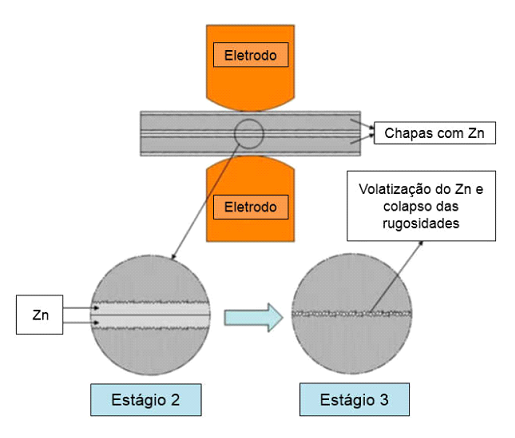 Eletrodo
Chapas com Zn
Eletrodo
Volatização do Zn e
colapso das
rugosidades
Zn
Estágio 2
Estágio 3